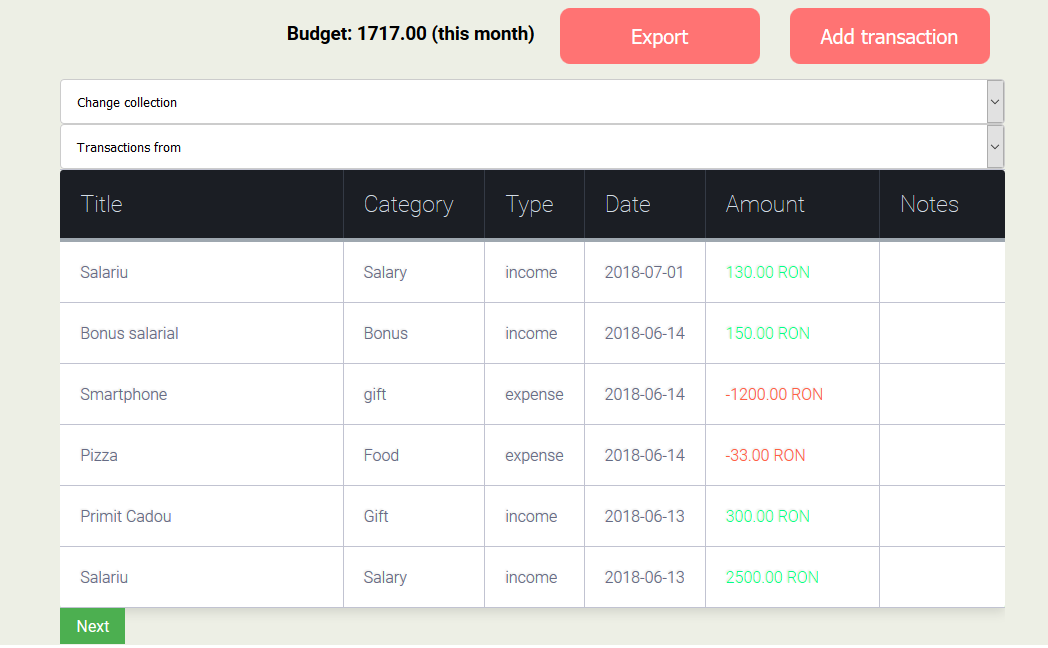 Budget: 1717.00 (this month) Export Add transaction
Change collection
Transactions from
Title Category Type Date Amount Notes
Salariu Salary income 2018-07-01 130.00 RON
Bonus salarial Bonus income 2018-06-14 150.00 RON
Smartphone gift expense 2018-06-14 -1200.00 RON
Pizza Food expense 2018-06-14 -33.00 RON
Primit Cadou Gift income 2018-06-13 300.00 RON
Salariu Salary income 2018-06-13 2500.00 RON
Next